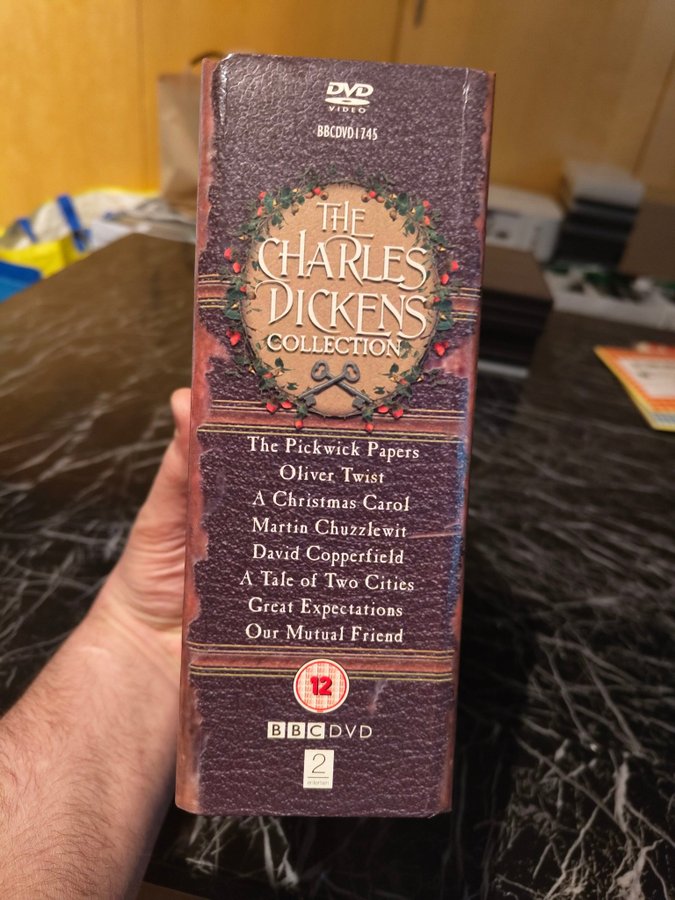 DVD
VIDEO
BBCDVD1745
THE
CHARLES
DICKENS
COLLECTION
The Pickwick Papers
Oliver Twist
A Christmas Carol
Martin Chuzzlewit
David Copperfield
A Tale of Two Cities
Great Expectations
Our Mutual Friend
12
BBC DVD
2
entertain